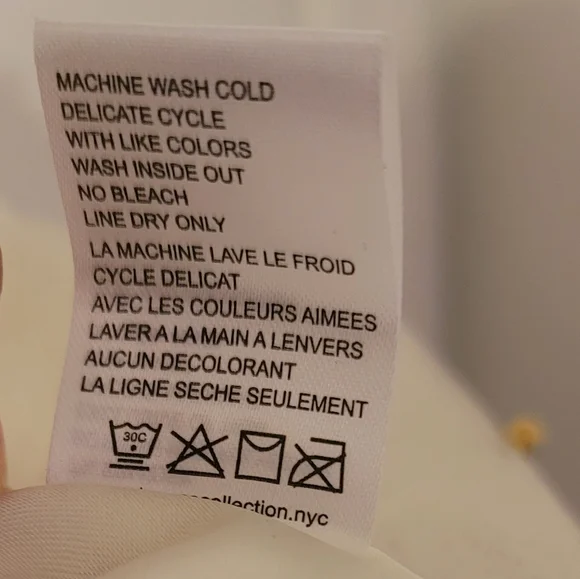 MACHINE WASH COLD
DELICATE CYCLE
WITH LIKE COLORS
WASH INSIDE OUT
NO BLEACH
LINE DRY ONLY
LA MACHINE LAVE LE FROID
CYCLE DELICAT
AVEC LES COULEURS AIMEES
LAVER A LA MAIN A LENVERS
AUCUN DECOLORANT
LA LIGNE SECHE SEULEMENT
30C